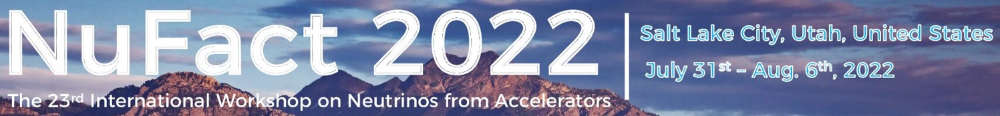 NuFact 2022
The 23rd International Workshop on Neutrinos from Accelerators
Salt Lake City, Utah, United States
July 31st – Aug. 6th, 2022